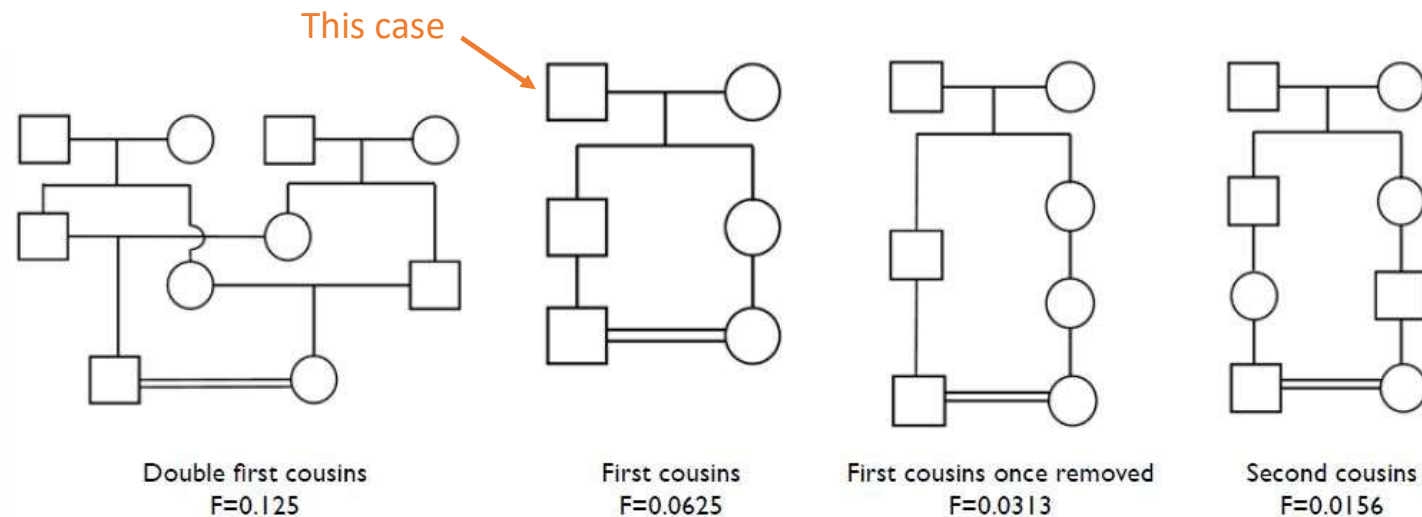 This case
Double first cousins
F=0.125
First cousins
F=0.0625
First cousins once removed
F=0.0313
Second cousins
F=0.0156